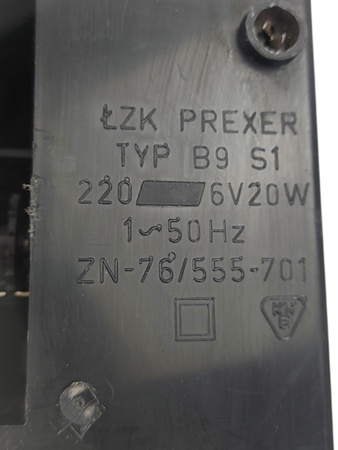 ŁZK PREXER
TYP B9 S1
220 6V20W
1~50Hz
ZN-76/555-701